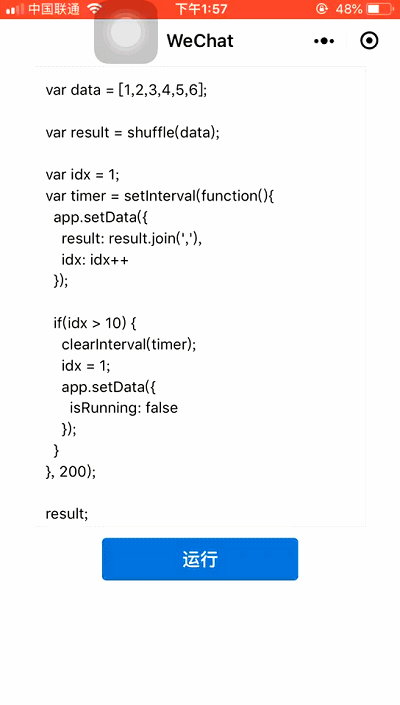 中国联通 下午1:57 48%
WeChat
var data = [1,2,3,4,5,6];
var result = shuffle(data);
var idx = 1;
var timer = setInterval(function(){
app.setData({
result: result.join(','),
idx: idx++
});
if(idx > 10) {
clearInterval(timer);
idx = 1;
app.setData({
isRunning: false
});
}
}, 200);
result;
运行